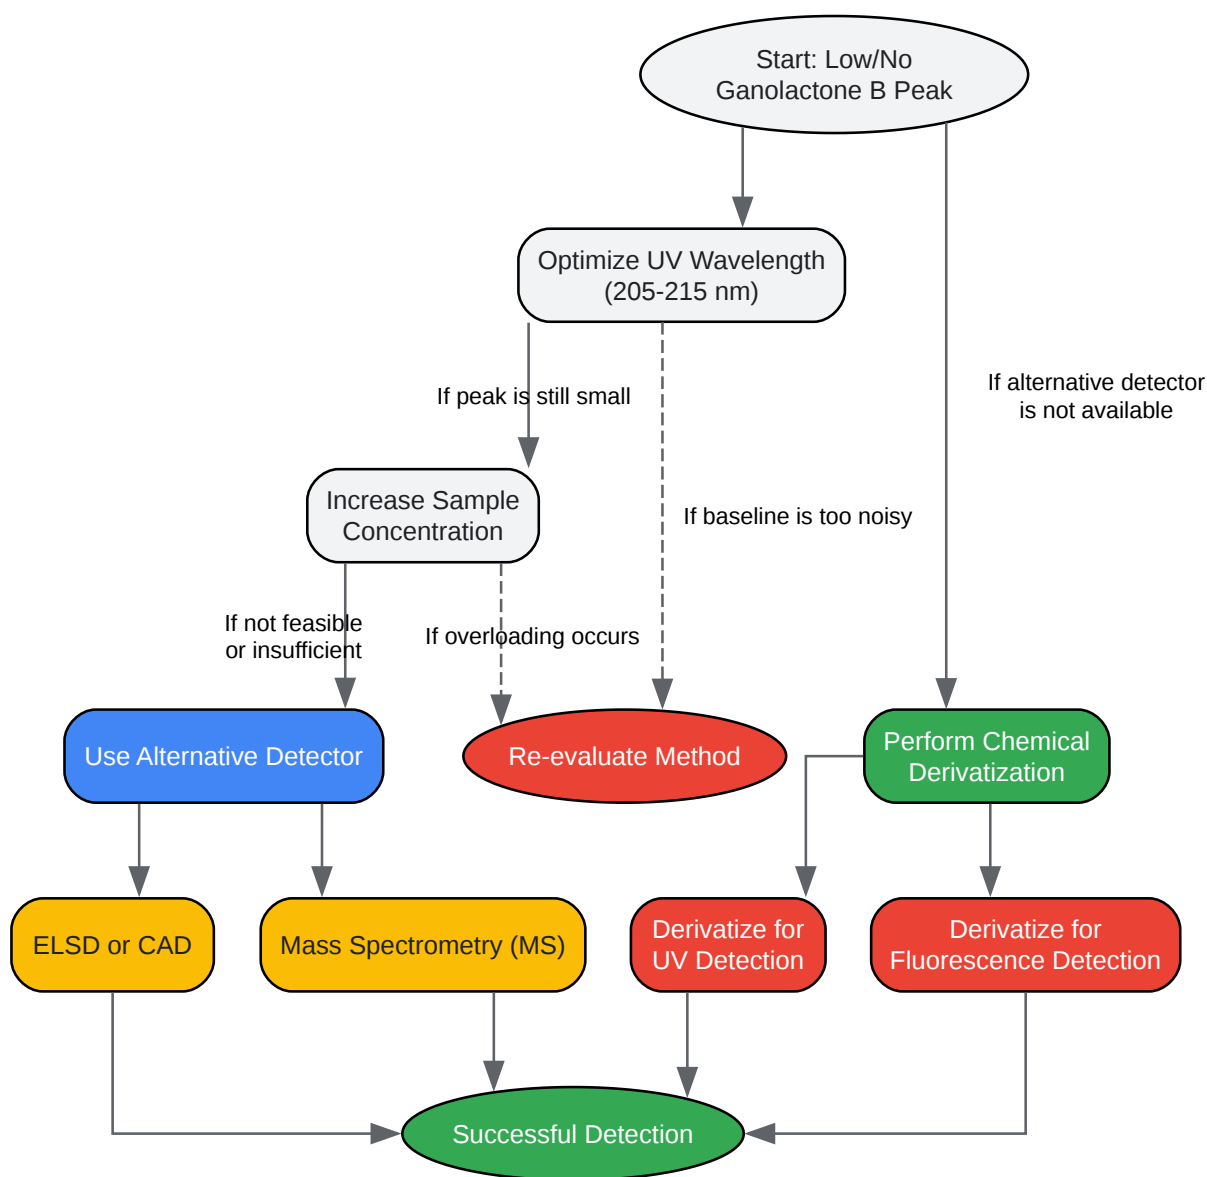 Start: Low/No
Ganolactone B Peak
Optimize UV Wavelength
(205-215 nm)
If peak is still small
If alternative detector
is not available
Increase Sample
Concentration
If baseline is too noisy
If not feasible
or insufficient
If overloading occurs
Use Alternative Detector
Re-evaluate Method
Perform Chemical
Derivatization
ELSD or CAD
Mass Spectrometry (MS)
Derivatize for
UV Detection
Derivatize for
Fluorescence Detection
Successful Detection